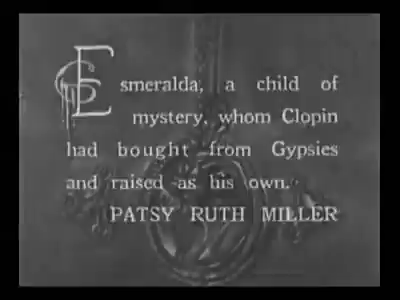 Esmeralda, a child of
mystery, whom Clopin
had bought from Gypsies
and raised as his own.
PATSY RUTH MILLER